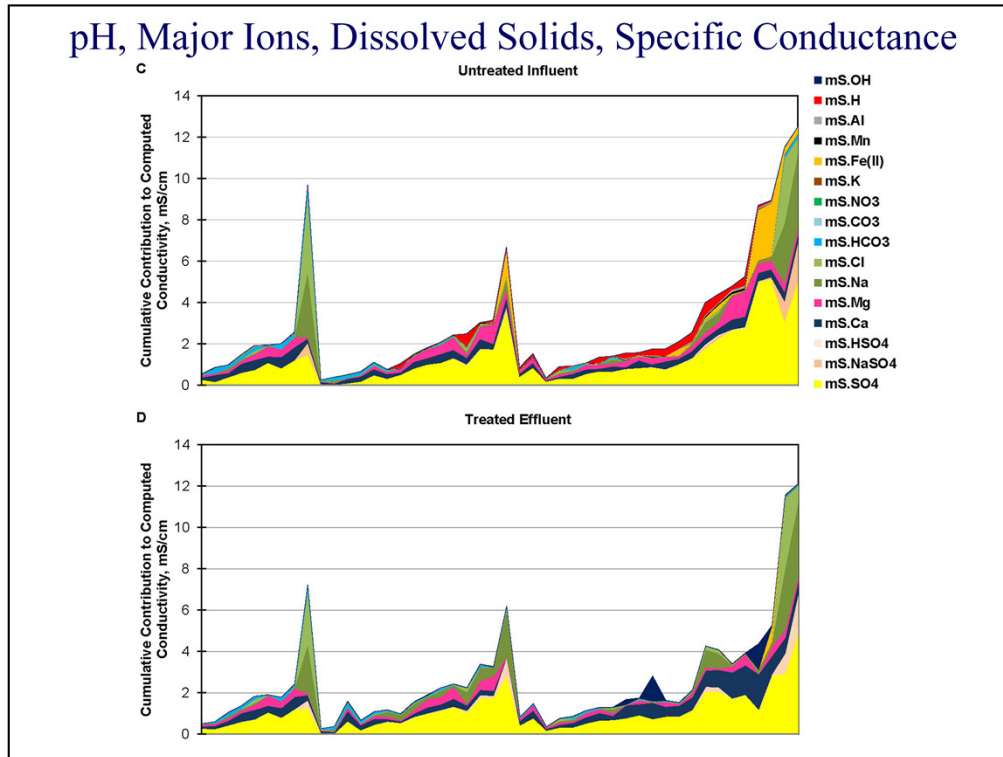 pH, Major Ions, Dissolved Solids, Specific Conductance
C
Untreated Influent
Cumulative Contribution to Computed
Conductivity, mS/cm
14
12
10
8
6
4
2
0
mS.OH
mS.H
mS.Al
mS.Mn
mS.Fe(II)
mS.K
mS.NO3
mS.CO3
mS.HCO3
mS.Cl
mS.Na
mS.Mg
mS.Ca
mS.HSO4
mS.NaSO4
mS.SO4
D
Treated Effluent
Cumulative Contribution to Computed
Conductivity, mS/cm
14
12
10
8
6
4
2
0